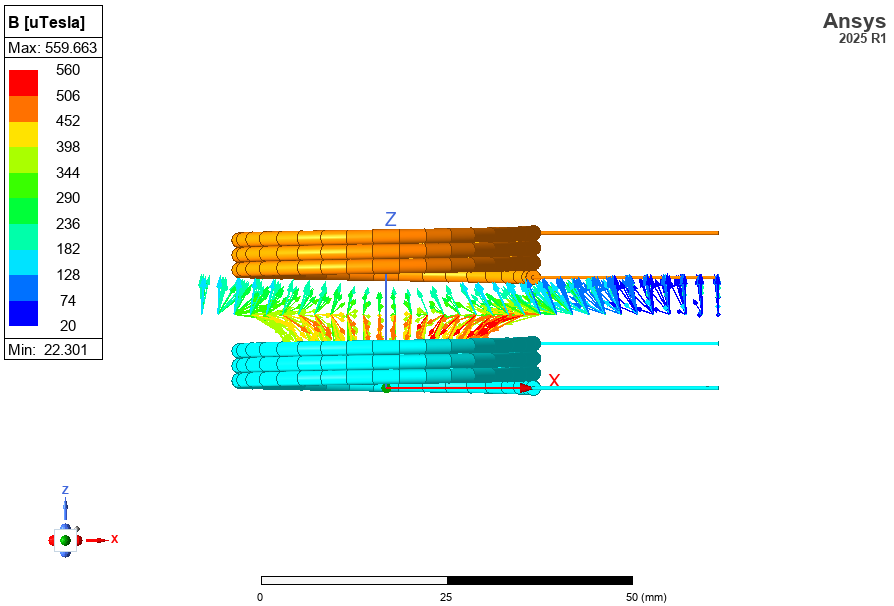 B [uTesla]
Max: 559.663
560
506
452
398
344
290
236
182
128
74
20
Min: 22.301
Ansys
2025 R1
Z
X
Z
X
0
25
50 (mm)